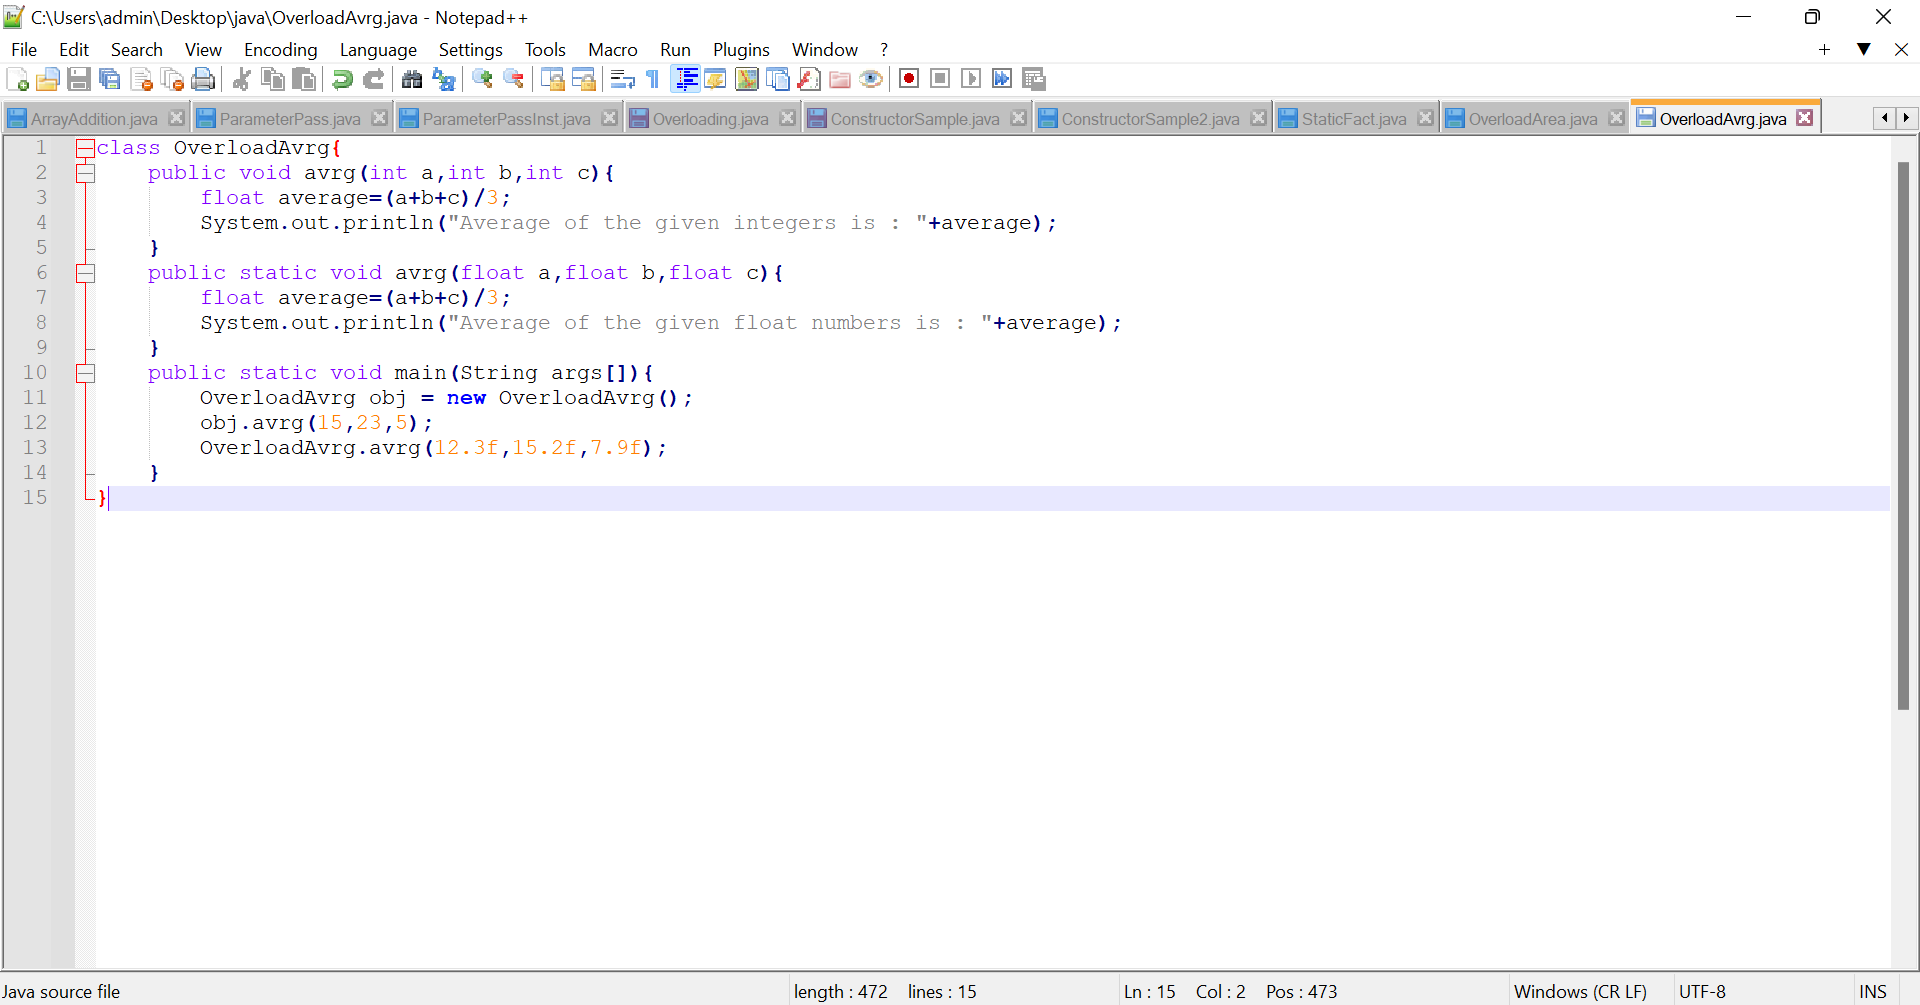 C:\Users\admin\Desktop\java\OverloadAvrg.java - Notepad++
File Edit Search View Encoding Language Settings Tools Macro Run Plugins Window ?
ArrayAddition.java ParameterPass.java ParameterPassInst.java Overloading.java ConstructorSample.java ConstructorSample2.java StaticFact.java OverloadArea.java OverloadAvrg.java
1 class OverloadAvrg{
2 public void avrg(int a,int b,int c){
3 float average=(a+b+c)/3;
4 System.out.println("Average of the given integers is : "+average);
5 }
6 public static void avrg(float a,float b,float c){
7 float average=(a+b+c)/3;
8 System.out.println("Average of the given float numbers is : "+average);
9 }
10 public static void main(String args[]){
11 OverloadAvrg obj = new OverloadAvrg();
12 obj.avrg(15,23,5);
13 OverloadAvrg.avrg(12.3f,15.2f,7.9f);
14 }
15 }
Java source file length : 472 lines : 15 Ln : 15 Col : 2 Pos : 473 Windows (CR LF) UTF-8 INS